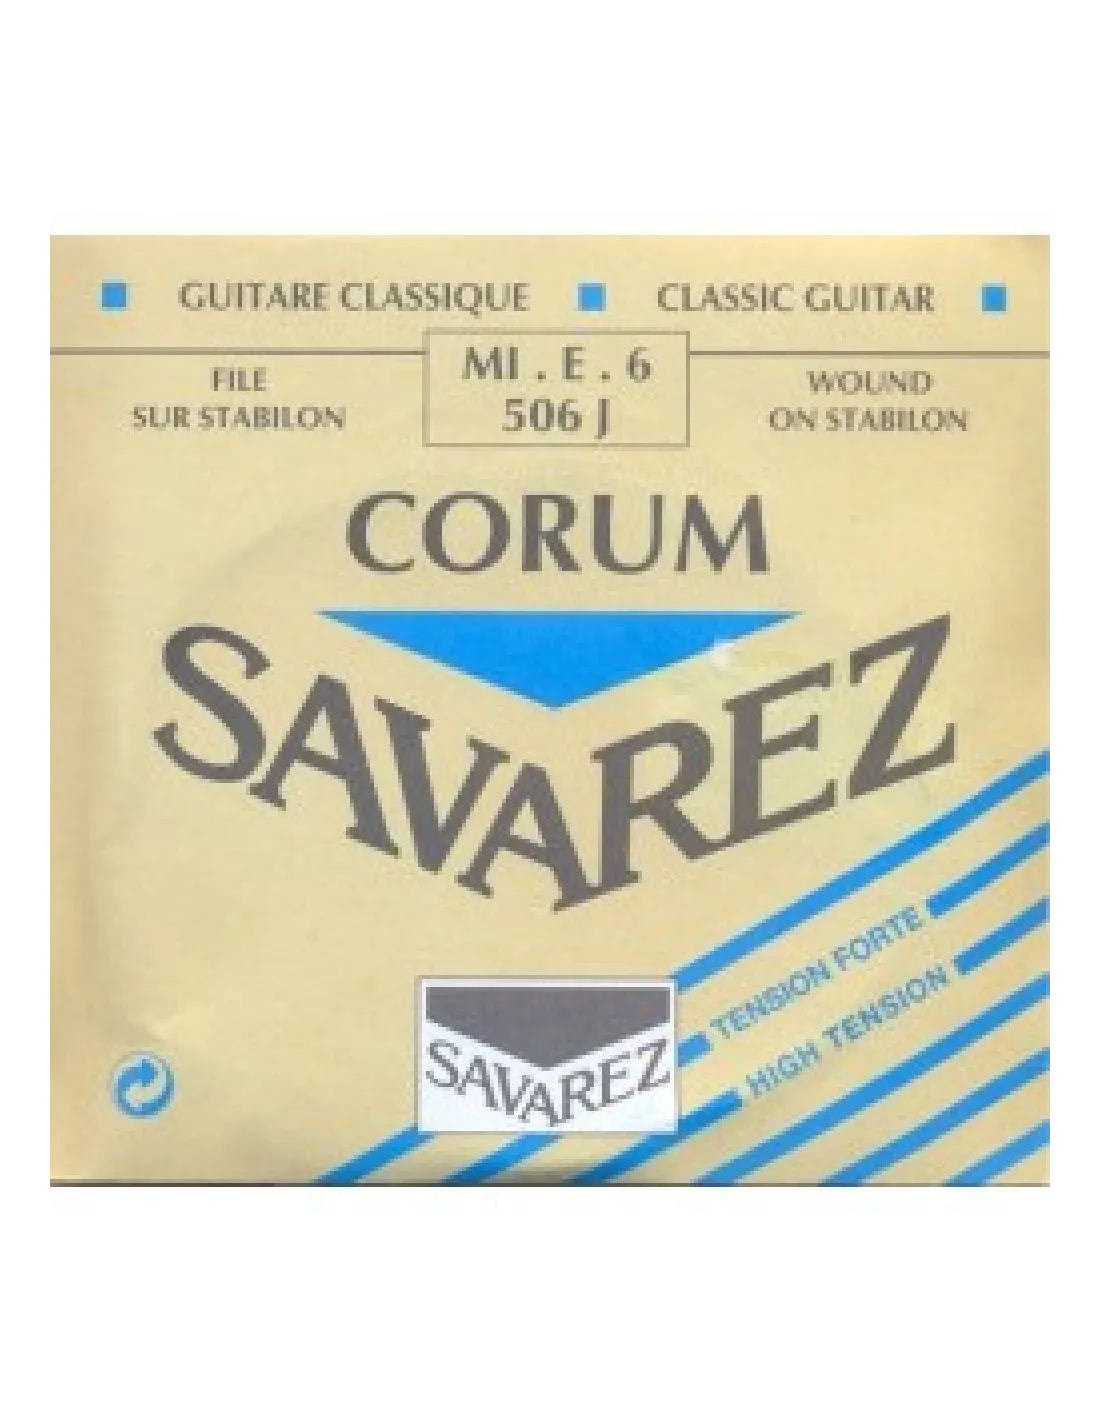 GUITARE CLASSIQUE CLASSIC GUITAR
MI . E . 6
506 J
FILE
SUR STABILON
WOUND
ON STABILON
CORUM
SAVAREZ
TENSION FORTE
HIGH TENSION
SAVAREZ